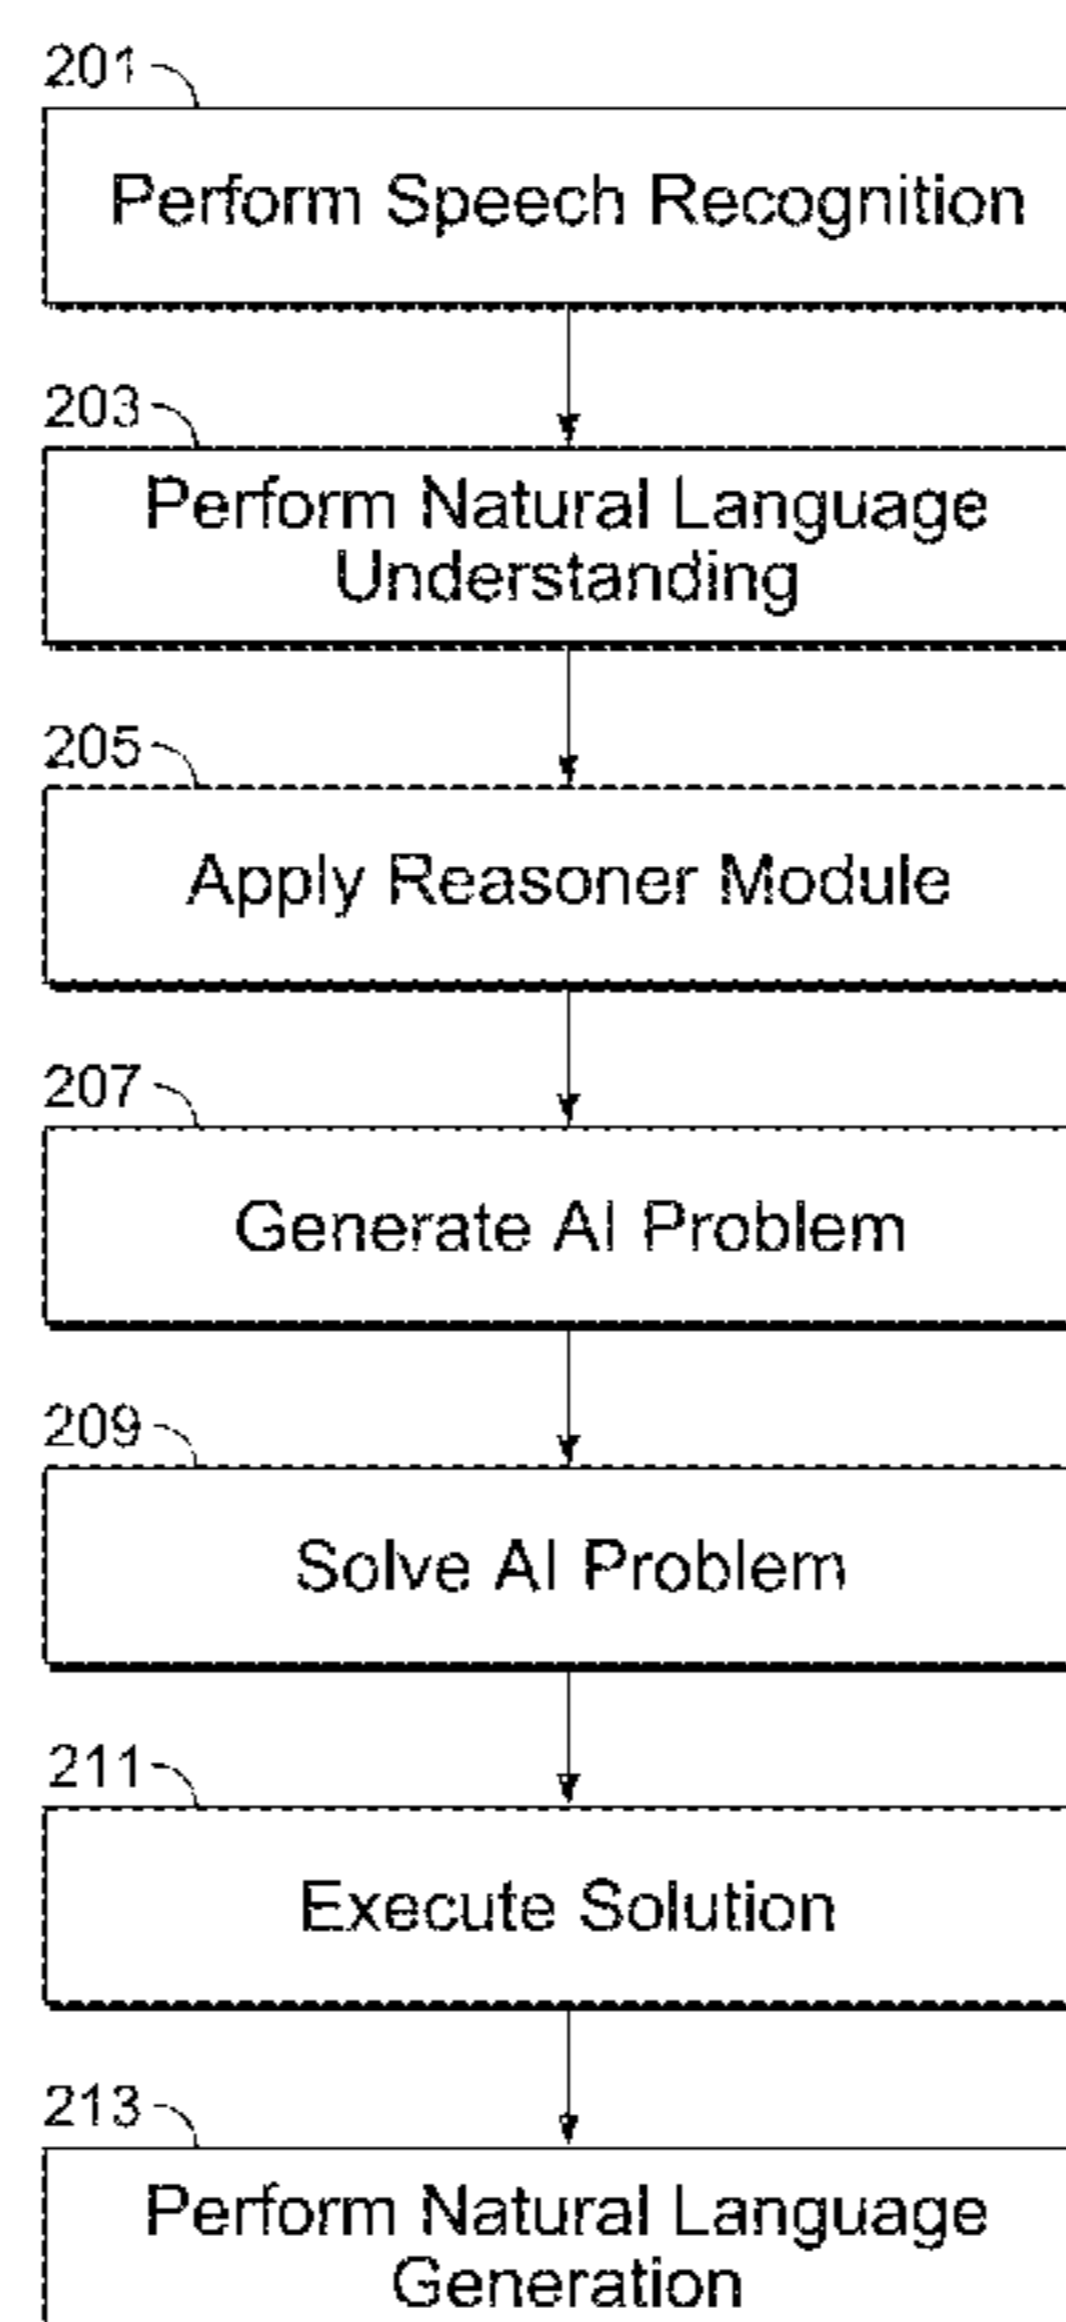 201
Perform Speech Recognition
203
Perform Natural Language
Understanding
205
Apply Reasoner Module
207
Generate AI Problem
209
Solve AI Problem
211
Execute Solution
213
Perform Natural Language
Generation